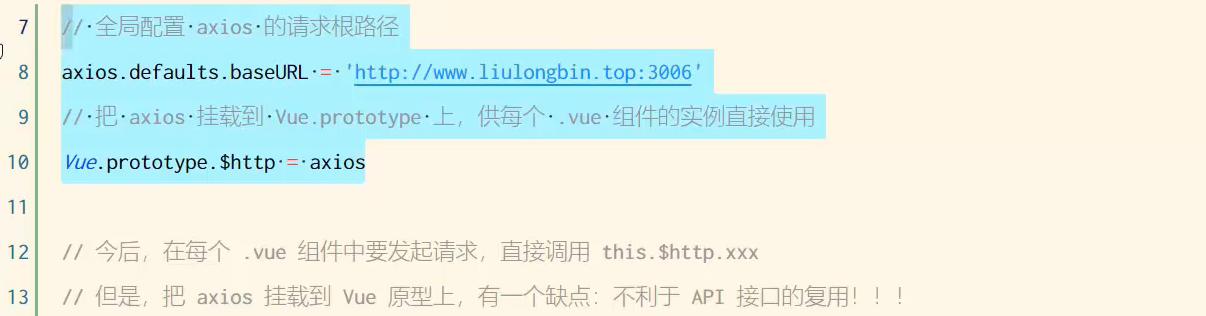 7 // 全局配置 axios 的请求根路径
8 axios.defaults.baseURL = 'http://www.liulongbin.top:3006'
9 // 把 axios 挂载到 Vue.prototype 上，供每个 .vue 组件的实例直接使用
10 Vue.prototype.$http = axios
11
12 // 今后，在每个 .vue 组件中要发起请求，直接调用 this.$http.xxx
13 // 但是，把 axios 挂载到 Vue 原型上，有一个缺点：不利于 API 接口的复用！！！